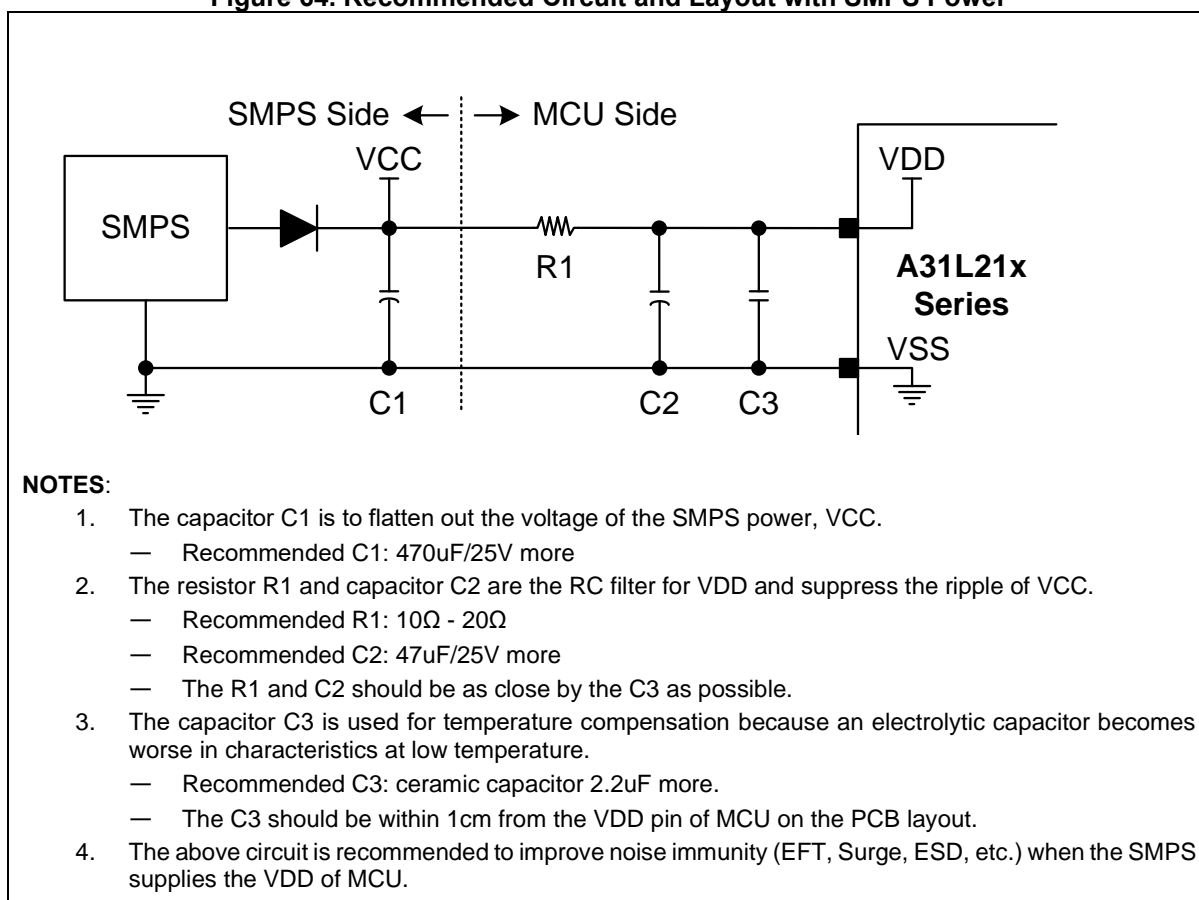 Figure 64. Recommended Circuit and Layout with SMPS Power
SMPS Side
MCU Side
VCC
VDD
SMPS
R1
A31L21x
Series
VSS
C1
C2
C3
NOTES:
1. The capacitor C1 is to flatten out the voltage of the SMPS power, VCC.
— Recommended C1: 470uF/25V more
2. The resistor R1 and capacitor C2 are the RC filter for VDD and suppress the ripple of VCC.
— Recommended R1: 10Ω - 20Ω
— Recommended C2: 47uF/25V more
— The R1 and C2 should be as close by the C3 as possible.
3. The capacitor C3 is used for temperature compensation because an electrolytic capacitor becomes
worse in characteristics at low temperature.
— Recommended C3: ceramic capacitor 2.2uF more.
— The C3 should be within 1cm from the VDD pin of MCU on the PCB layout.
4. The above circuit is recommended to improve noise immunity (EFT, Surge, ESD, etc.) when the SMPS
supplies the VDD of MCU.